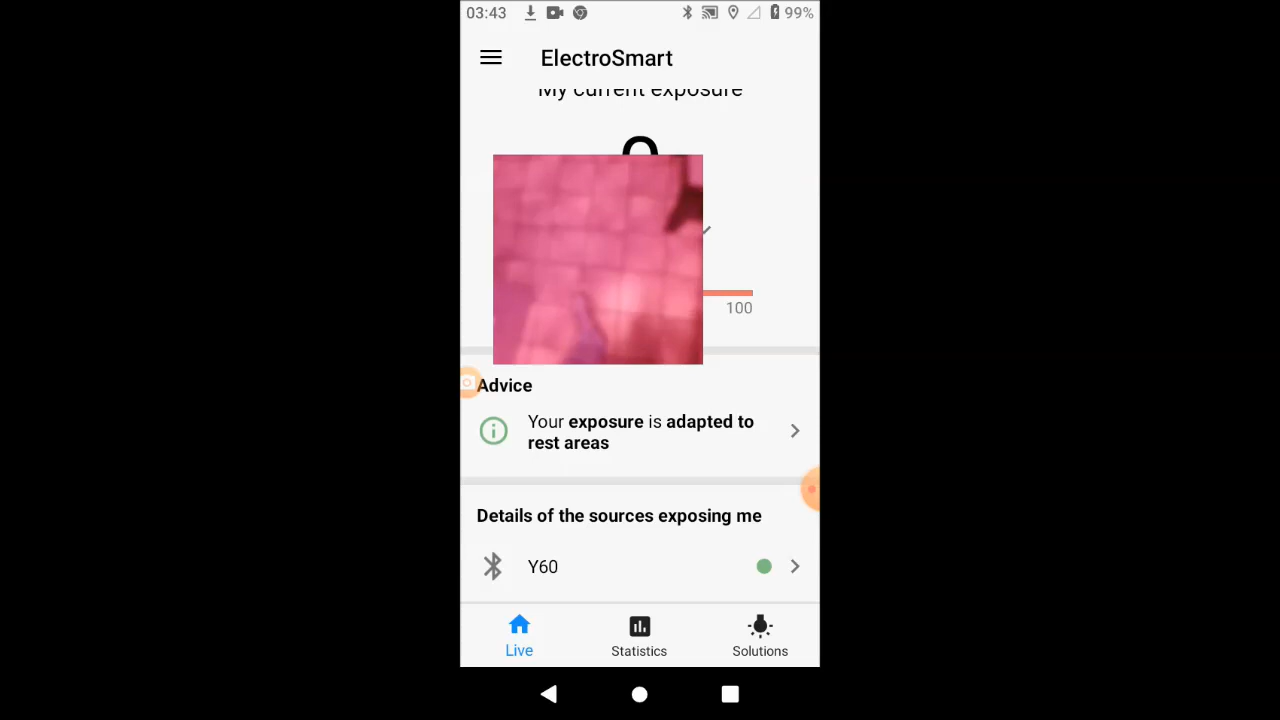 03:43 99%
ElectroSmart
My current exposure
100
Advice
Your exposure is adapted to
rest areas
Details of the sources exposing me
Y60
Live Statistics Solutions